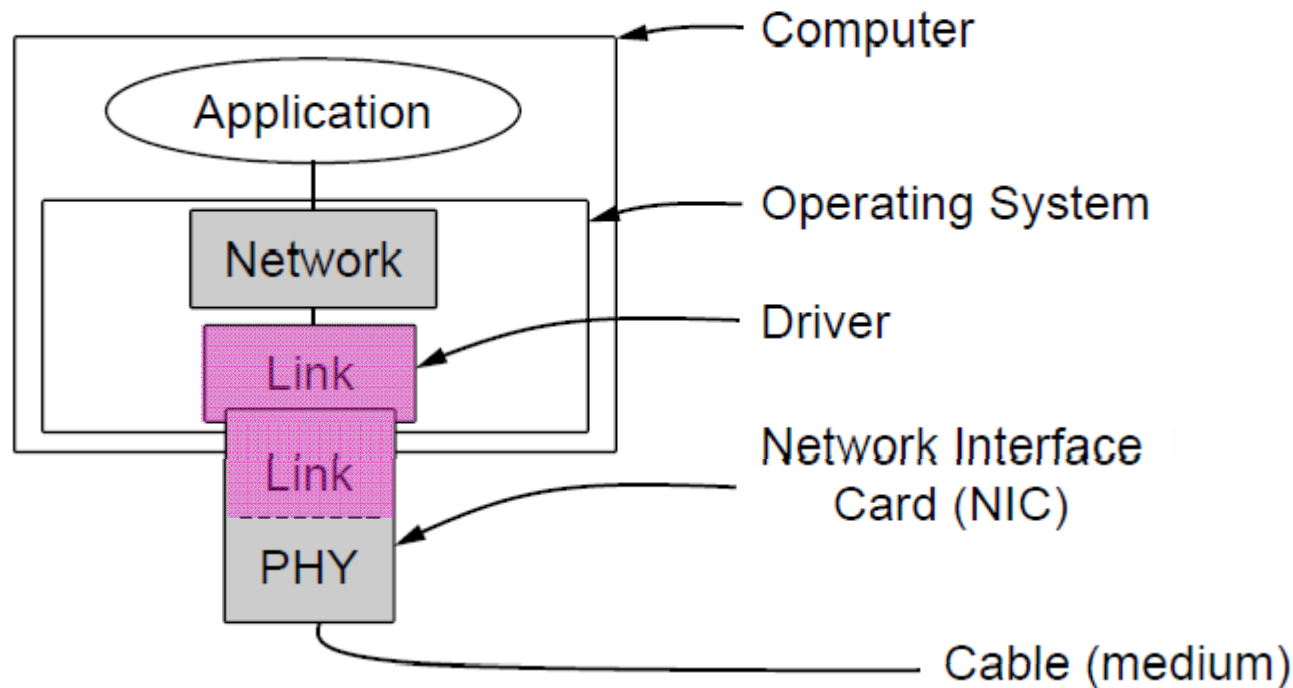 Computer
Application
Operating System
Network
Driver
Link
Network Interface
Card (NIC)
Link
PHY
Cable (medium)